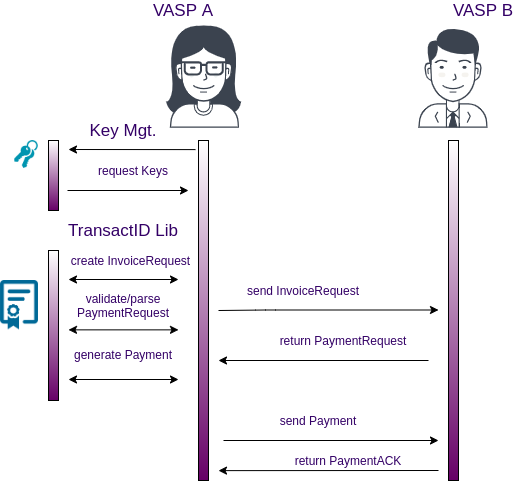 VASP A
VASP B
Key Mgt.
request Keys
TransactID Lib
create InvoiceRequest
send InvoiceRequest
validate/parse
PaymentRequest
return PaymentRequest
generate Payment
send Payment
return PaymentACK